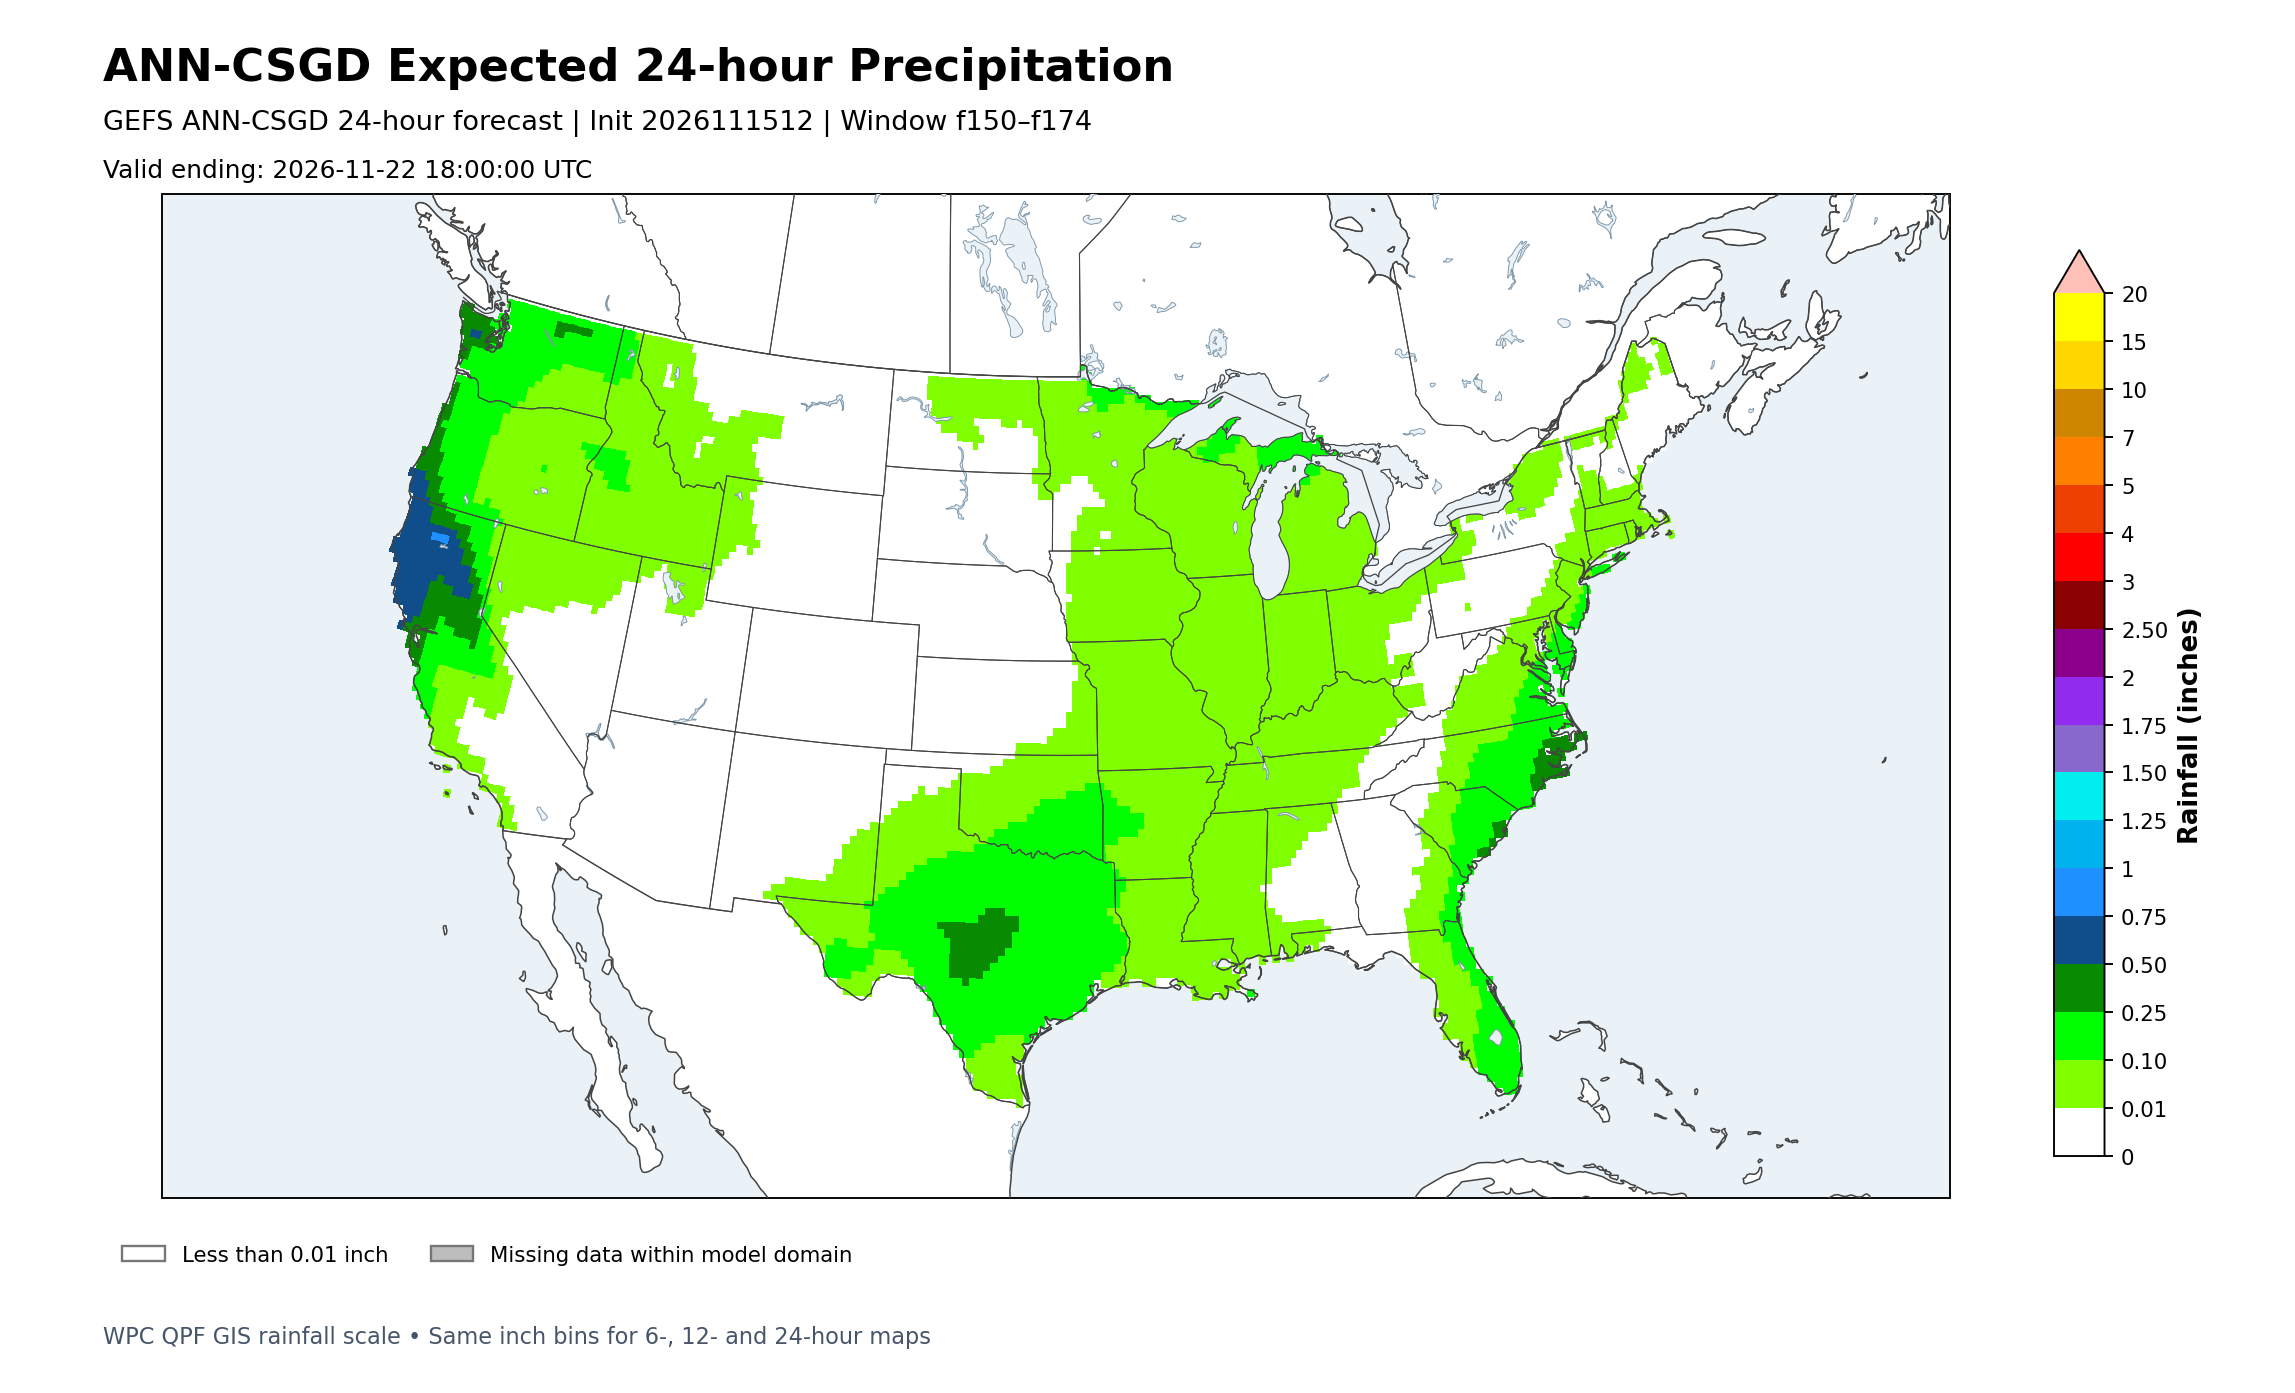 ANN-CSGD Expected 24-hour Precipitation
GEFS ANN-CSGD 24-hour forecast | Init 2026111512 | Window f150–f174
Valid ending: 2026-11-22 18:00:00 UTC
20
15
10
7
5
4
3
2.50
2
1.75
1.50
1.25
1
0.75
0.50
0.25
0.10
0.01
0
Rainfall (inches)
Less than 0.01 inch
Missing data within model domain
WPC QPF GIS rainfall scale • Same inch bins for 6-, 12- and 24-hour maps